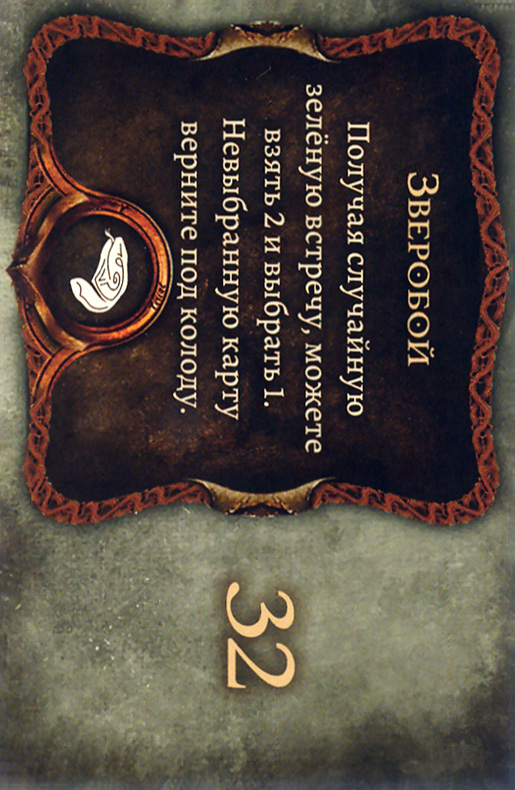 Зверобой
Получая случайную
зелёную встречу, можете
взять 2 и выбрать 1.
Невыбранную карту
верните под колоду.
32